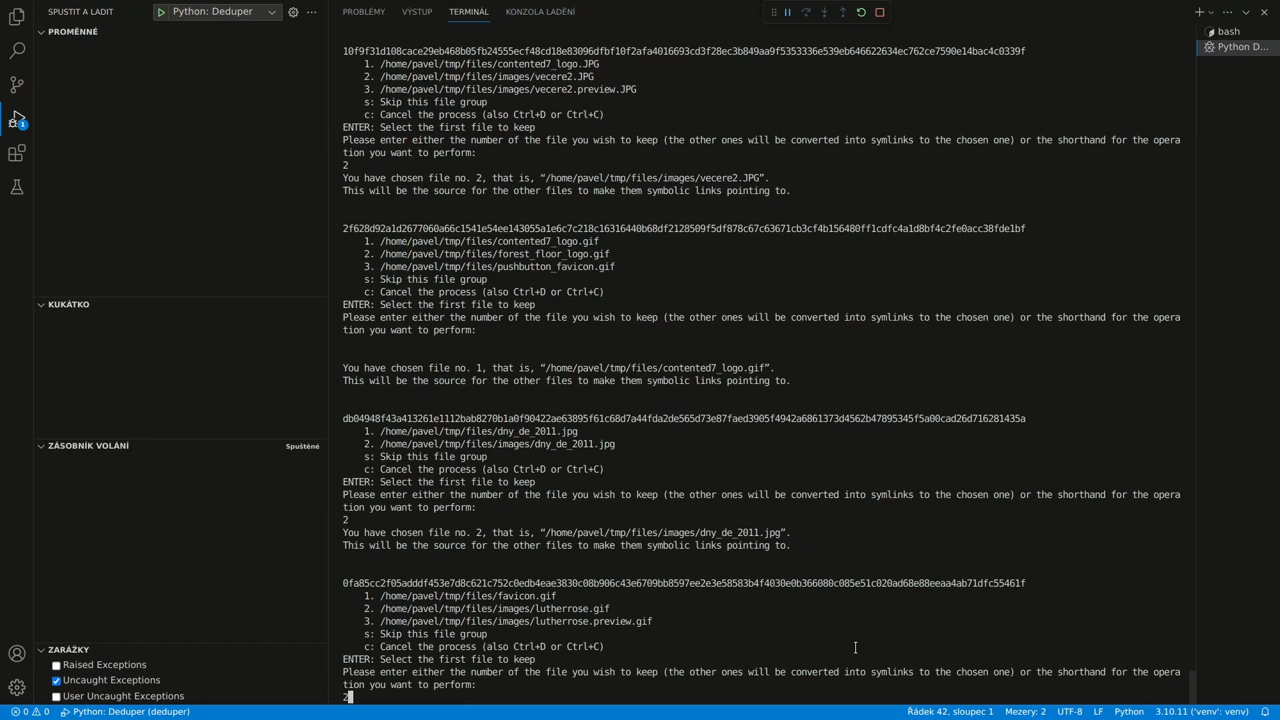 SPUSTIT A LADIT
Python: Deduper
PROBLÉMY
VÝSTUP
TERMINÁL
KONZOLA LADĚNÍ
PROMĚNNÉ
KUKÁTKO
ZÁSOBNÍK VOLÁNÍ
Spuštěné
ZARÁŽKY
Raised Exceptions
Uncaught Exceptions
User Uncaught Exceptions
1
10f9f31d108cace29eb468b05fb24555ecf48cd18e83096dfbf10f2afa4016693cd3f28ec3b849aa9f5353336e539eb646622634ec762ce7590e14bac4c0339f
1. /home/pavel/tmp/files/contented7_logo.JPG
2. /home/pavel/tmp/files/images/vecere2.JPG
3. /home/pavel/tmp/files/images/vecere2.preview.JPG
s: Skip this file group
c: Cancel the process (also Ctrl+D or Ctrl+C)
ENTER: Select the first file to keep
Please enter either the number of the file you wish to keep (the other ones will be converted into symlinks to the chosen one) or the shorthand for the opera
tion you want to perform:
2
You have chosen file no. 2, that is, “/home/pavel/tmp/files/images/vecere2.JPG”.
This will be the source for the other files to make them symbolic links pointing to.
2f628d92a1d2677060a66c1541e54ee143055a1e6c7c218c16316440b68df2128509f5df878c67c63671cb3cf4b156480ff1cdfc4a1d8bf4c2fe0acc38fde1bf
1. /home/pavel/tmp/files/contented7_logo.gif
2. /home/pavel/tmp/files/forest_floor_logo.gif
3. /home/pavel/tmp/files/pushbutton_favicon.gif
s: Skip this file group
c: Cancel the process (also Ctrl+D or Ctrl+C)
ENTER: Select the first file to keep
Please enter either the number of the file you wish to keep (the other ones will be converted into symlinks to the chosen one) or the shorthand for the opera
tion you want to perform:
You have chosen file no. 1, that is, “/home/pavel/tmp/files/contented7_logo.gif”.
This will be the source for the other files to make them symbolic links pointing to.
db04948f43a413261e1112bab8270b1a0f90422ae63895f61c68d7a44fda2de565d73e87faed3905f4942a6861373d4562b47895345f5a00cad26d716281435a
1. /home/pavel/tmp/files/dny_de_2011.jpg
2. /home/pavel/tmp/files/images/dny_de_2011.jpg
s: Skip this file group
c: Cancel the process (also Ctrl+D or Ctrl+C)
ENTER: Select the first file to keep
Please enter either the number of the file you wish to keep (the other ones will be converted into symlinks to the chosen one) or the shorthand for the opera
tion you want to perform:
2
You have chosen file no. 2, that is, “/home/pavel/tmp/files/images/dny_de_2011.jpg”.
This will be the source for the other files to make them symbolic links pointing to.
0fa85cc2f05adddf453e7d8c621c752c0edb4eae3830c08b906c43e6709bb8597ee2e3e58583b4f4030e0b366080c085e51c020ad68e88eeaa4ab71dfc55461f
1. /home/pavel/tmp/files/favicon.gif
2. /home/pavel/tmp/files/images/lutherrose.gif
3. /home/pavel/tmp/files/images/lutherrose.preview.gif
s: Skip this file group
c: Cancel the process (also Ctrl+D or Ctrl+C)
ENTER: Select the first file to keep
Please enter either the number of the file you wish to keep (the other ones will be converted into symlinks to the chosen one) or the shorthand for the opera
tion you want to perform:
2
bash
Python D...
0 0 Python: Deduper (deduper)
Řádek 42, sloupec 1 Mezery: 2 UTF-8 LF Python 3.10.11 ('venv': venv)